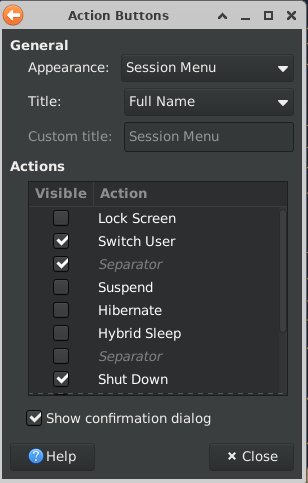 Action Buttons
General
Appearance: Session Menu
Title: Full Name
Custom title: Session Menu
Actions
Visible Action
Lock Screen
Switch User
Separator
Suspend
Hibernate
Hybrid Sleep
Separator
Shut Down
Show confirmation dialog
Help Close